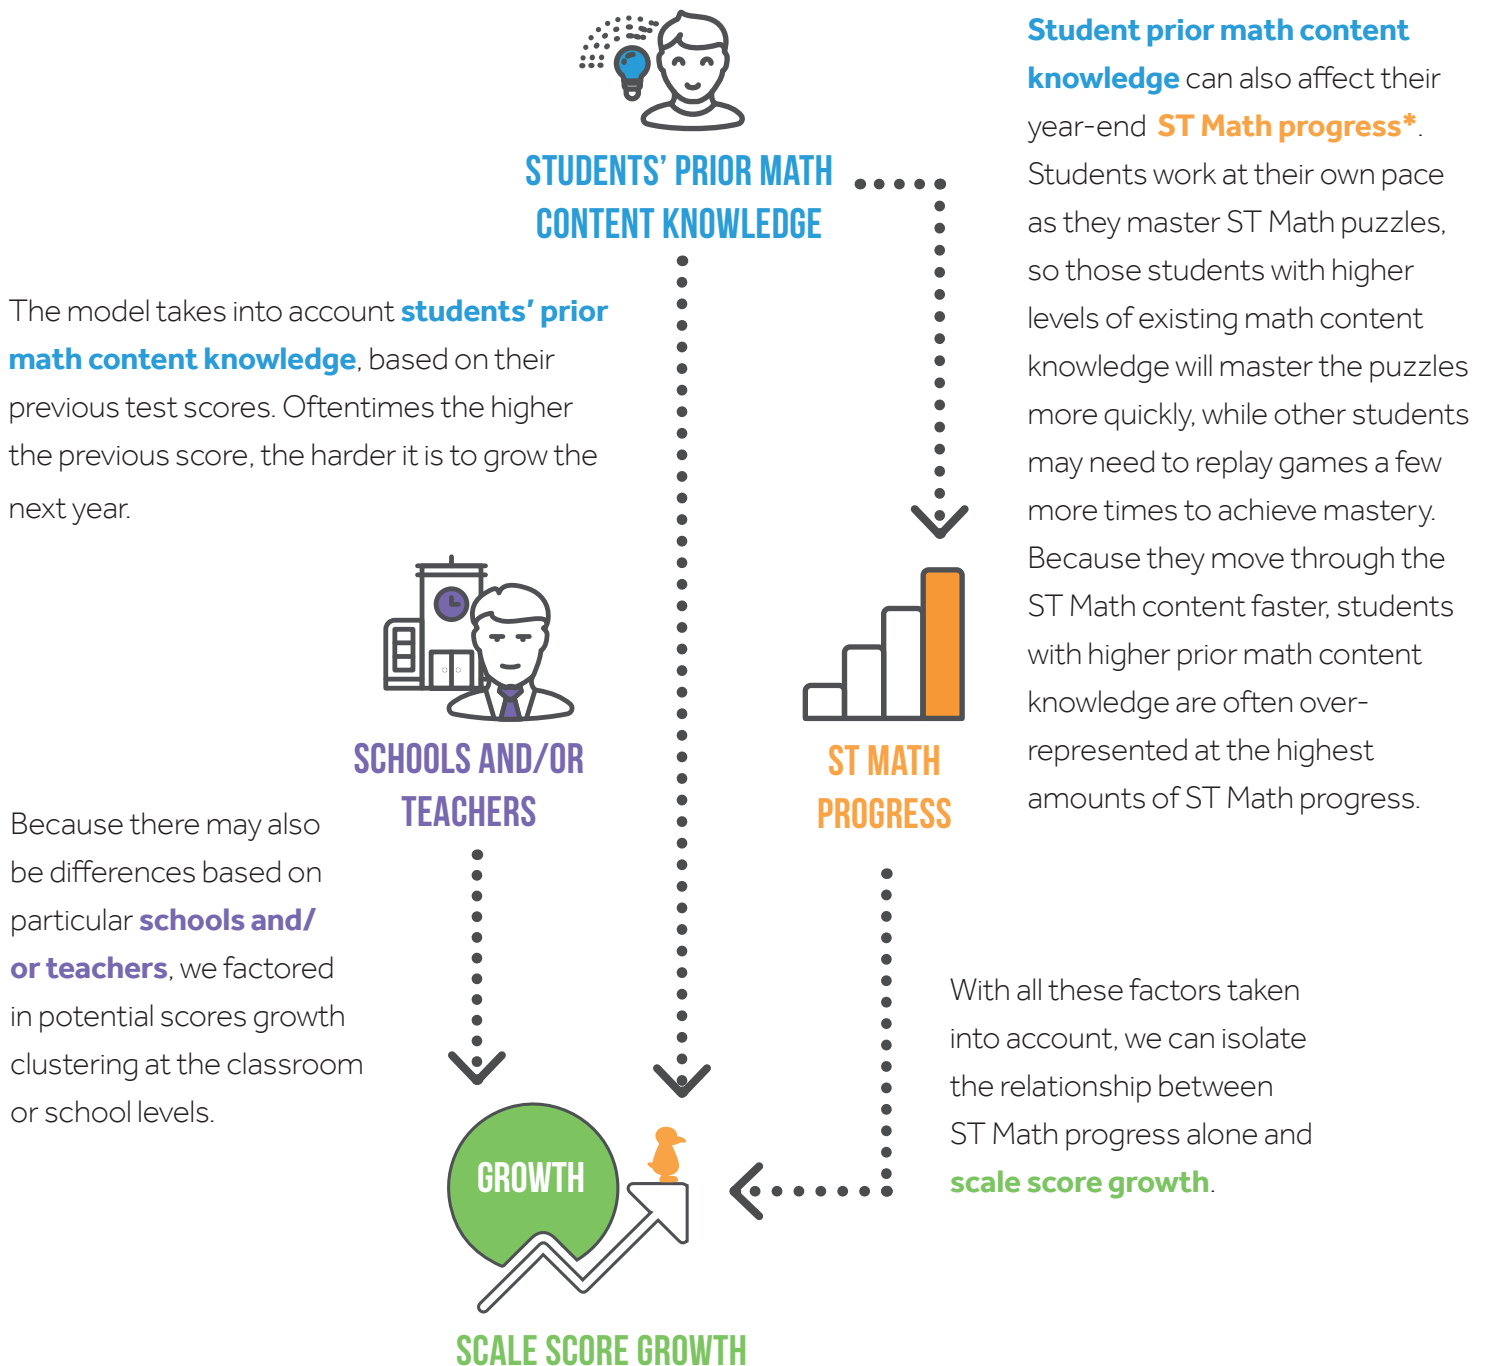 STUDENTS' PRIOR MATH
CONTENT KNOWLEDGE
Student prior math content
knowledge can also affect their
year-end ST Math progress*.
Students work at their own pace
as they master ST Math puzzles,
so those students with higher
levels of existing math content
knowledge will master the puzzles
more quickly, while other students
may need to replay games a few
more times to achieve mastery.
Because they move through the
ST Math content faster, students
with higher prior math content
knowledge are often over-
represented at the highest
amounts of ST Math progress.
The model takes into account students' prior
math content knowledge, based on their
previous test scores. Oftentimes the higher
the previous score, the harder it is to grow the
next year.
SCHOOLS AND/OR
TEACHERS
ST MATH
PROGRESS
Because there may also
be differences based on
particular schools and/
or teachers, we factored
in potential scores growth
clustering at the classroom
or school levels.
With all these factors taken
into account, we can isolate
the relationship between
ST Math progress alone and
scale score growth.
GROWTH
SCALE SCORE GROWTH